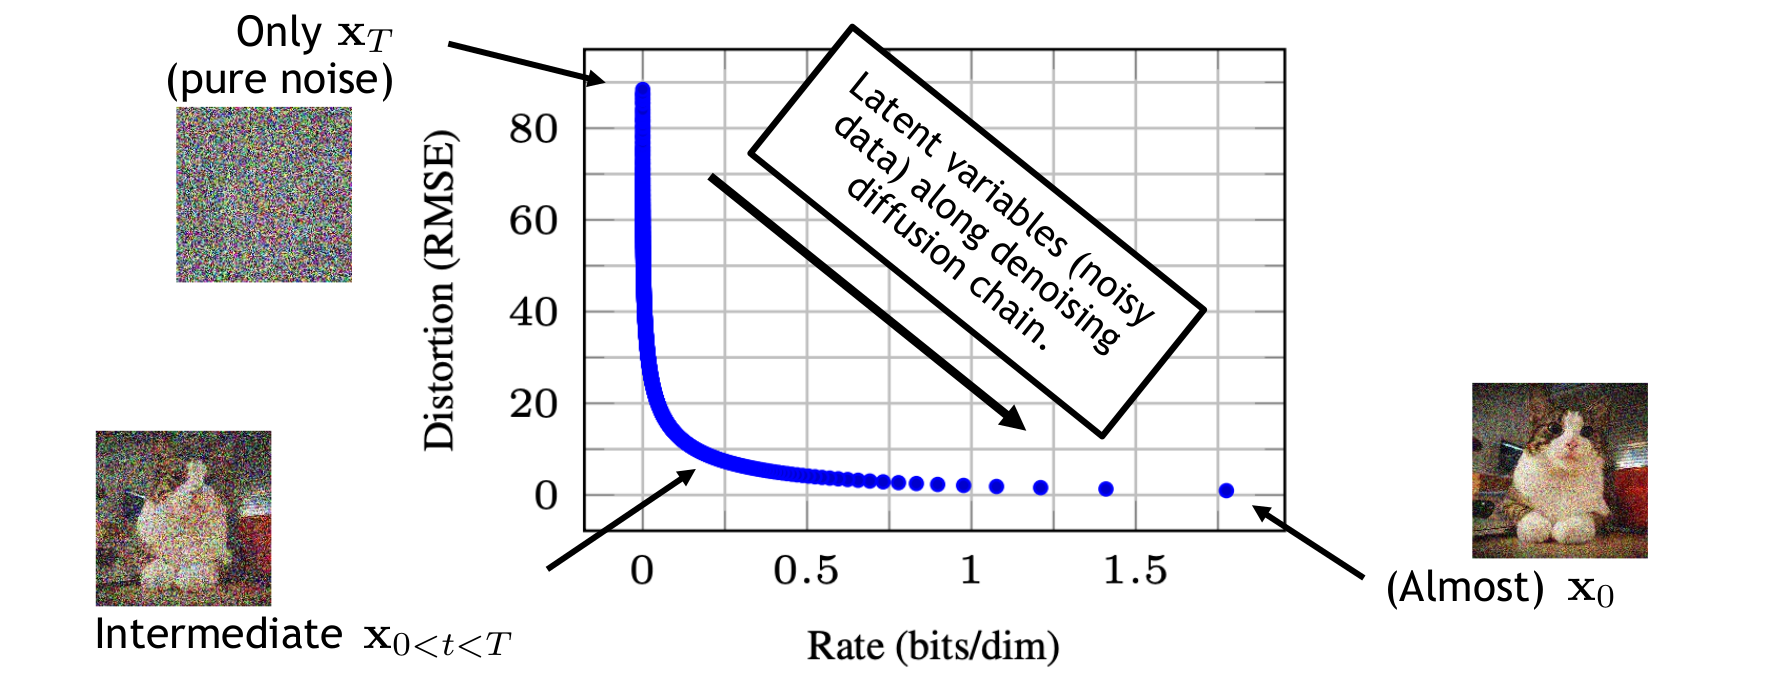 Only x_T
(pure noise)
Distortion (RMSE)
80
60
40
20
0
Latent variables (noisy
data) along denoising
diffusion chain.
0 0.5 1 1.5
Rate (bits/dim)
Intermediate x_{0<t<T}
(Almost) x_0